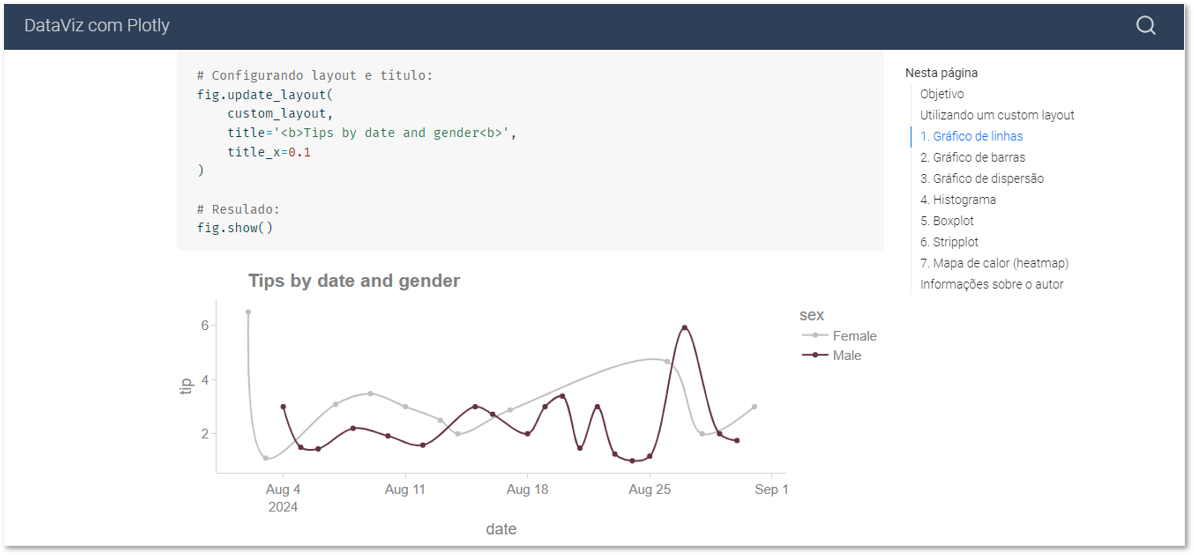 DataViz com Plotly
# Configurando layout e título:
fig.update_layout(
    custom_layout,
    title='<b>Tips by date and gender<b>',
    title_x=0.1
)
# Resulado:
fig.show()
Nesta página
Objetivo
Utilizando um custom layout
1. Gráfico de linhas
2. Gráfico de barras
3. Gráfico de dispersão
4. Histograma
5. Boxplot
6. Stripplot
7. Mapa de calor (heatmap)
Informações sobre o autor
Tips by date and gender
sex
Female
Male
tip
6
4
2
Aug 4
2024
Aug 11
Aug 18
Aug 25
Sep 1
date